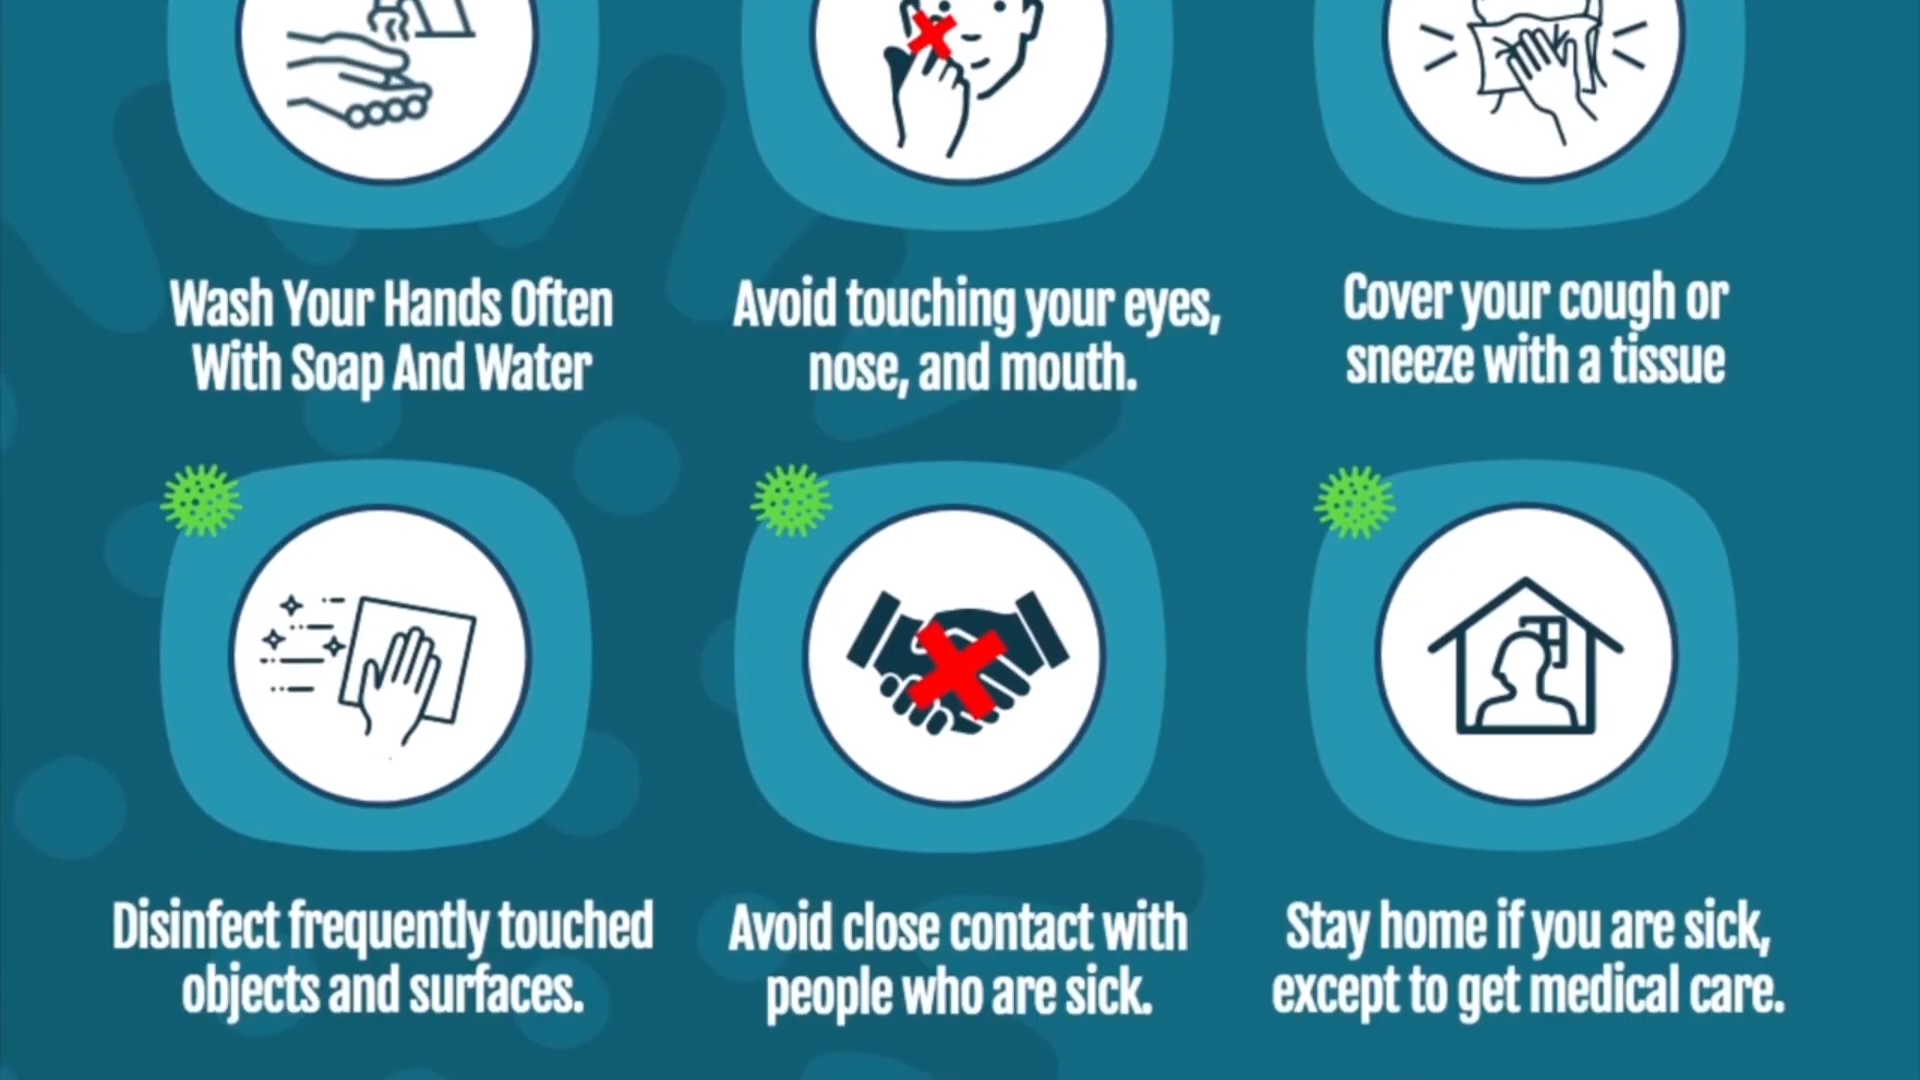 Wash Your Hands Often
With Soap And Water
Avoid touching your eyes,
nose, and mouth.
Cover your cough or
sneeze with a tissue
Disinfect frequently touched
objects and surfaces.
Avoid close contact with
people who are sick.
Stay home if you are sick,
except to get medical care.